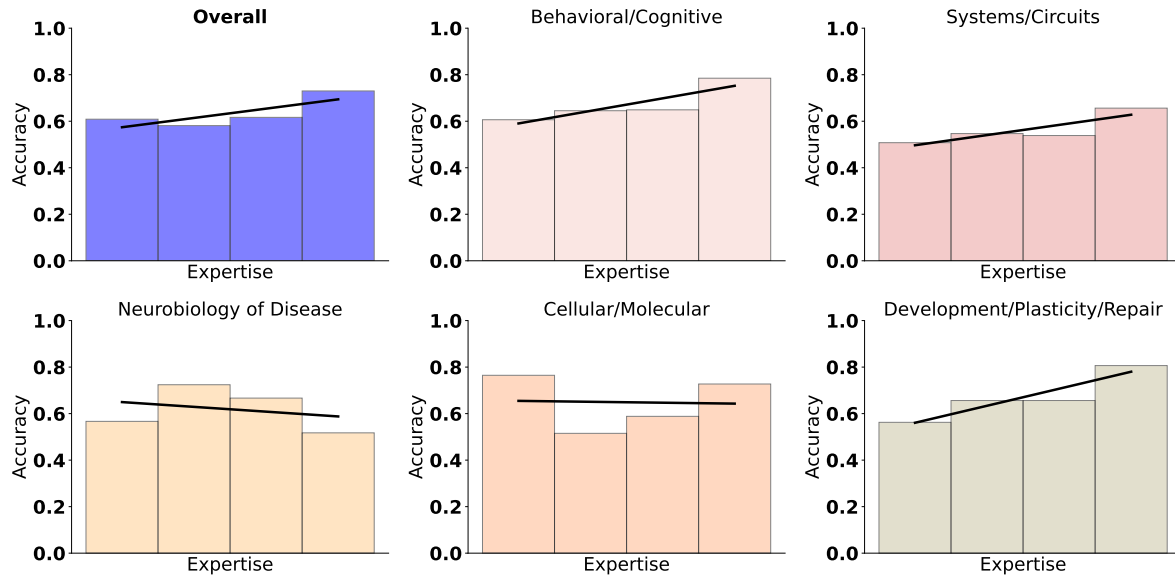 Overall
1.0
0.8
0.6
0.4
0.2
0.0
Accuracy
Expertise
Behavioral/Cognitive
1.0
0.8
0.6
0.4
0.2
0.0
Accuracy
Expertise
Systems/Circuits
1.0
0.8
0.6
0.4
0.2
0.0
Accuracy
Expertise
Neurobiology of Disease
1.0
0.8
0.6
0.4
0.2
0.0
Accuracy
Expertise
Cellular/Molecular
1.0
0.8
0.6
0.4
0.2
0.0
Accuracy
Expertise
Development/Plasticity/Repair
1.0
0.8
0.6
0.4
0.2
0.0
Accuracy
Expertise